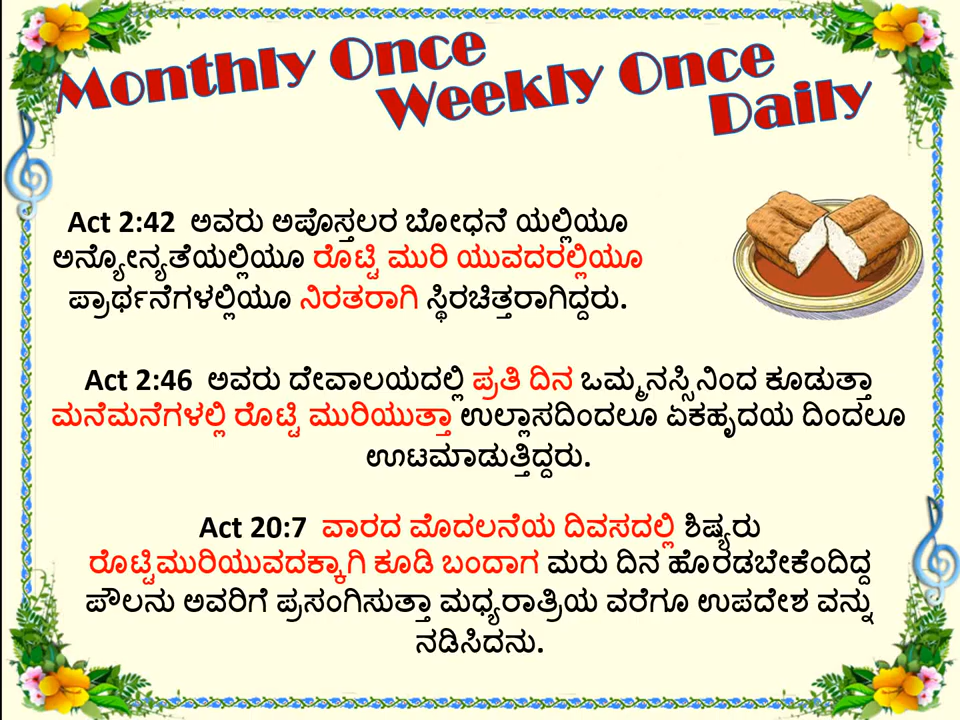 Monthly Once
Weekly Once
Daily
Act 2:42 ಅವರು ಅಪೊಸ್ತಲರ ಬೋಧನೆ ಯಲ್ಲಿಯೂ
ಅನ್ಯೋನ್ಯತೆಯಲ್ಲಿಯೂ ರೊಟ್ಟಿ ಮುರಿ ಯುವದರಲ್ಲಿಯೂ
ಪ್ರಾರ್ಥನೆಗಳಲ್ಲಿಯೂ ನಿರತರಾಗಿ ಸ್ಥಿರಚಿತ್ತರಾಗಿದ್ದರು.
Act 2:46 ಅವರು ದೇವಾಲಯದಲ್ಲಿ ಪ್ರತಿ ದಿನ ಒಮ್ಮನಸ್ಸಿನಿಂದ ಕೂಡುತ್ತಾ
ಮನೆಮನೆಗಳಲ್ಲಿ ರೊಟ್ಟಿ ಮುರಿಯುತ್ತಾ ಉಲ್ಲಾಸದಿಂದಲೂ ಏಕಹೃದಯ ದಿಂದಲೂ
ಊಟಮಾಡುತ್ತಿದ್ದರು.
Act 20:7 ವಾರದ ಮೊದಲನೆಯ ದಿವಸದಲ್ಲಿ ಶಿಷ್ಯರು
ರೊಟ್ಟಿಮುರಿಯುವದಕ್ಕಾಗಿ ಕೂಡಿ ಬಂದಾಗ ಮರು ದಿನ ಹೊರಡಬೇಕೆಂದಿದ್ದ
ಪೌಲನು ಅವರಿಗೆ ಪ್ರಸಂಗಿಸುತ್ತಾ ಮಧ್ಯರಾತ್ರಿಯ ವರೆಗೂ ಉಪದೇಶ ವನ್ನು
ನಡಿಸಿದನು.